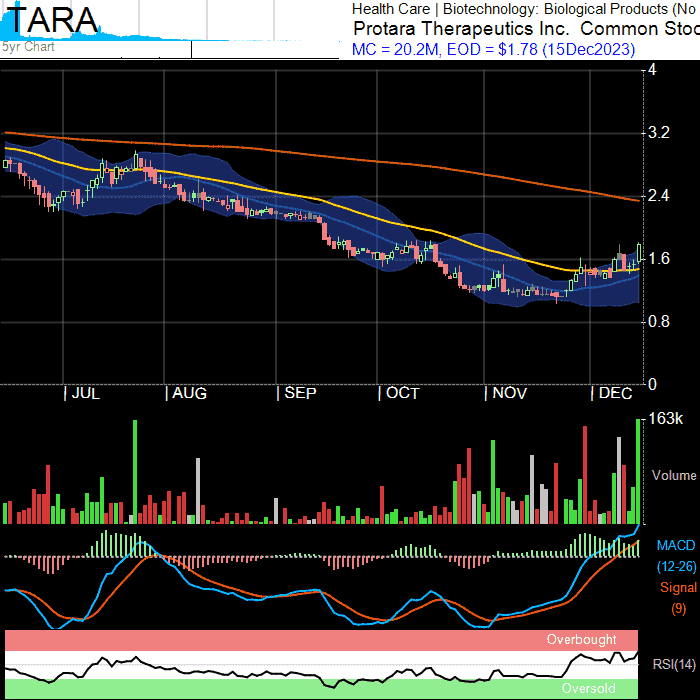 TARA
5yr Chart
Health Care | Biotechnology: Biological Products (No
Protara Therapeutics Inc.  Common Stoc
MC = 20.2M, EOD = $1.78 (15Dec2023)
4
3.2
2.4
1.6
0.8
0
| JUL | AUG | SEP | OCT | NOV | DEC
163k
Volume
MACD
(12-26)
Signal
(9)
Overbought
RSI(14)
Oversold